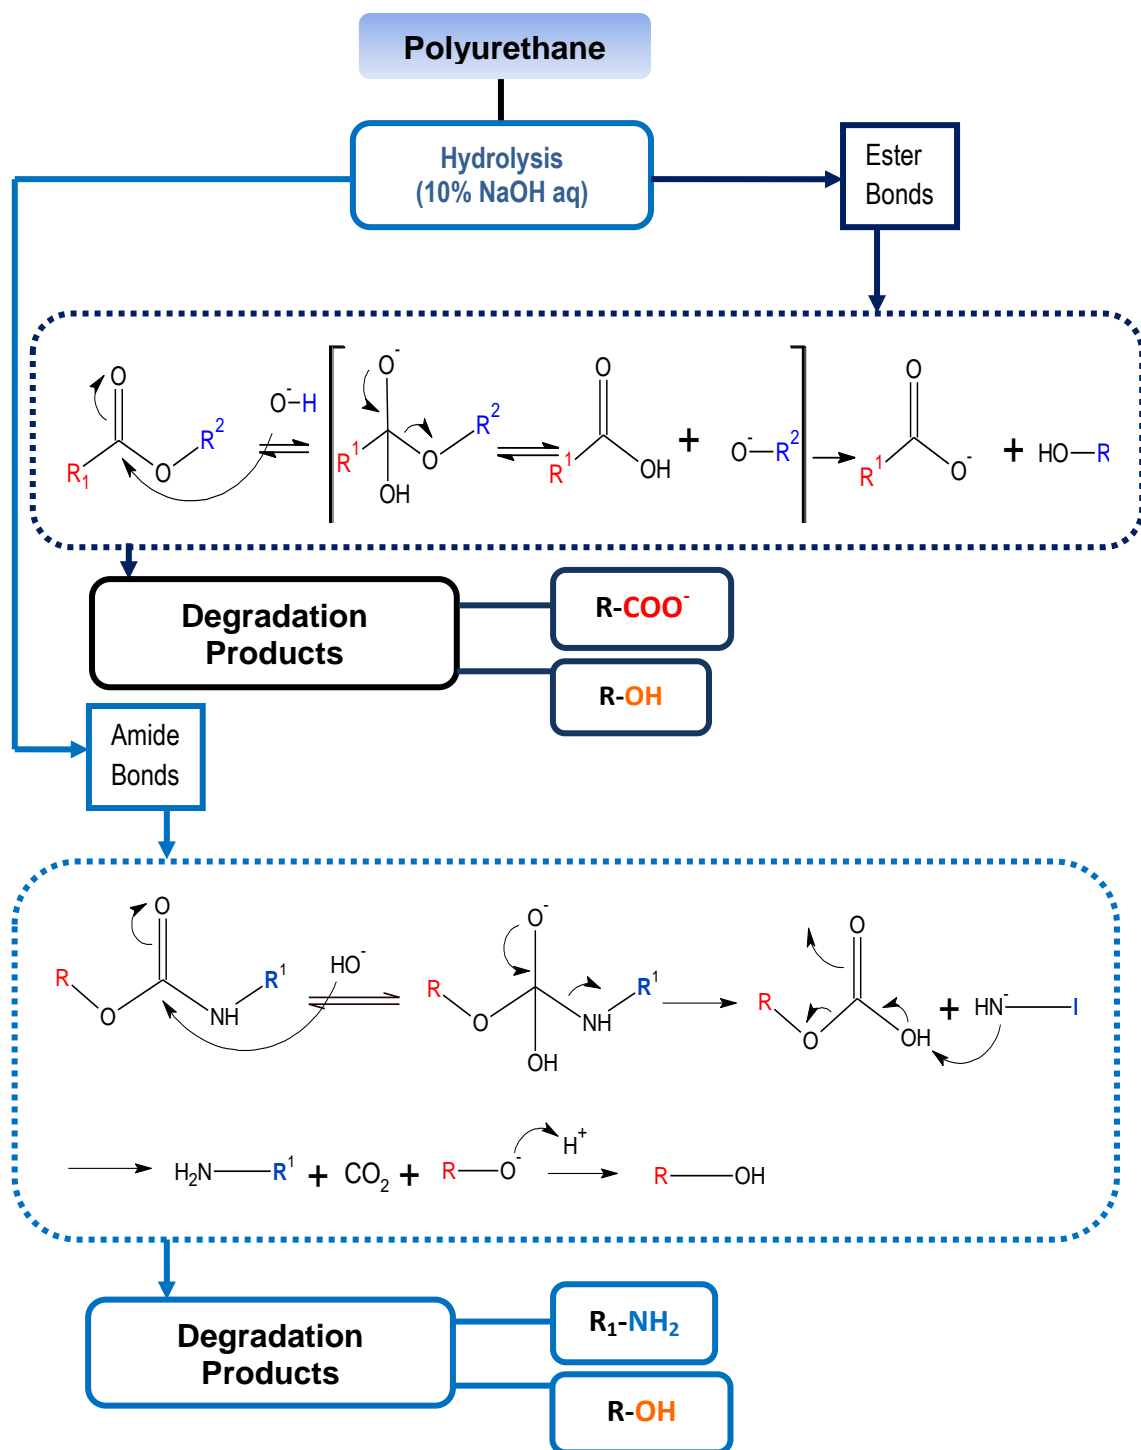 Polyurethane
Hydrolysis
(10% NaOH aq)
Ester
Bonds
O
R1
O
R2
O- H
O-
R1
O
R2
OH
O
R1
OH
+
O- R2
O
R1
O-
+
HO R
Degradation
Products
R-COO-
R-OH
Amide
Bonds
O
R
O
NH
R1
HO-
O-
R
O
NH
R1
OH
O
R
O
OH
+
HN-
H2N R1 + CO2 + R O- H+ R OH
Degradation
Products
R1-NH2
R-OH